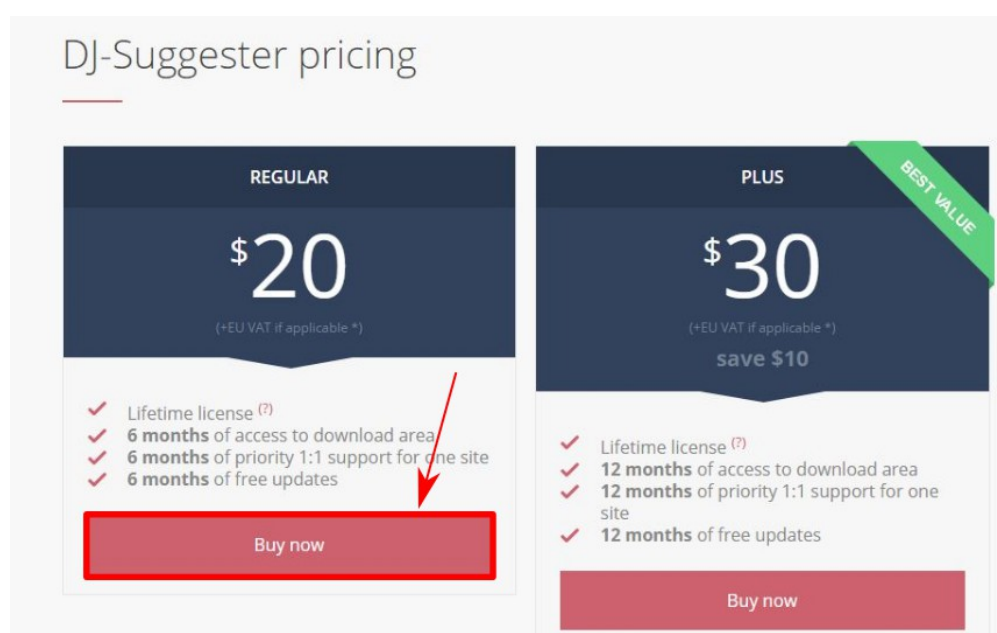 DJ-Suggester pricing
REGULAR
$20
(+EU VAT if applicable *)
Lifetime license (?)
6 months of access to download area
6 months of priority 1:1 support for one site
6 months of free updates
Buy now
PLUS
BEST VALUE
$30
(+EU VAT if applicable *)
save $10
Lifetime license (?)
12 months of access to download area
12 months of priority 1:1 support for one
site
12 months of free updates
Buy now